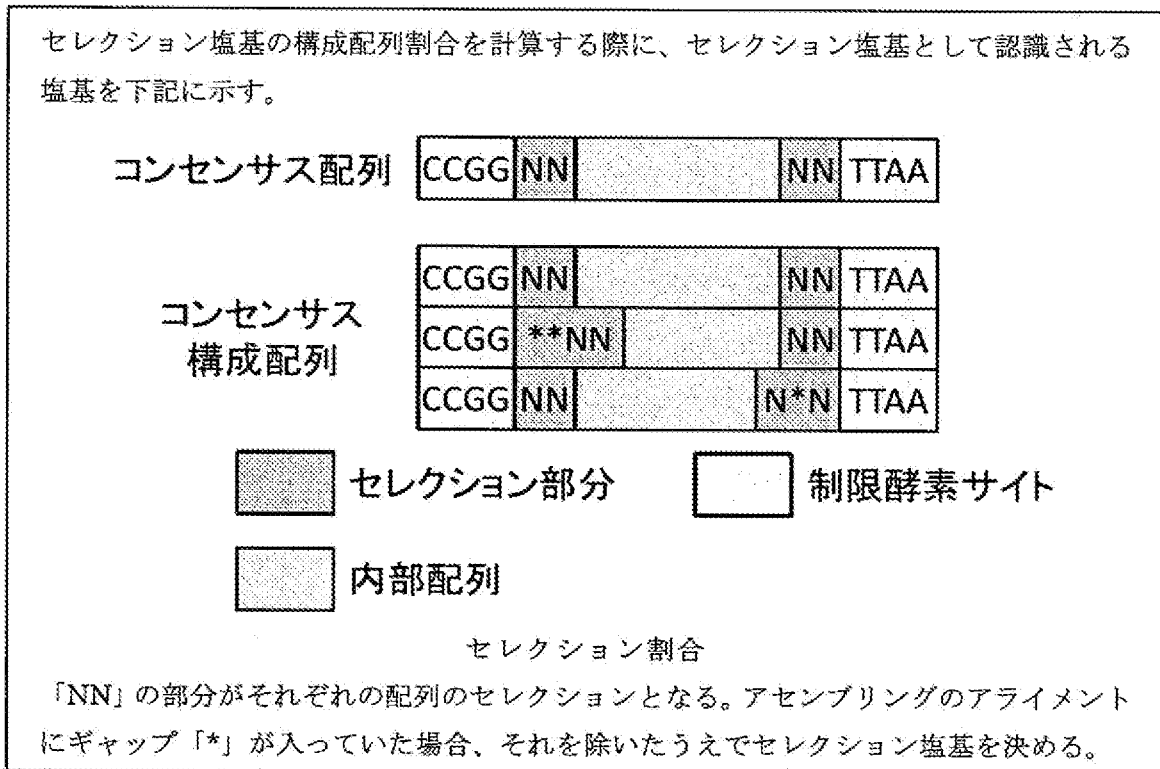 セレクション塩基の構成配列割合を計算する際に、セレクション塩基として認識される
塩基を下記に示す。
コンセンサス配列 CCGG NN NN TTAA
CCGG NN NN TTAA
コンセンサス
構成配列
CCGG **NN NN TTAA
CCGG NN N*N TTAA
セレクション部分 制限酵素サイト
内部配列
セレクション割合
「NN」の部分がそれぞれの配列のセレクションとなる。アセンブリングのアライメント
にギャップ「*」が入っていた場合、それを除いたうえでセレクション塩基を決める。